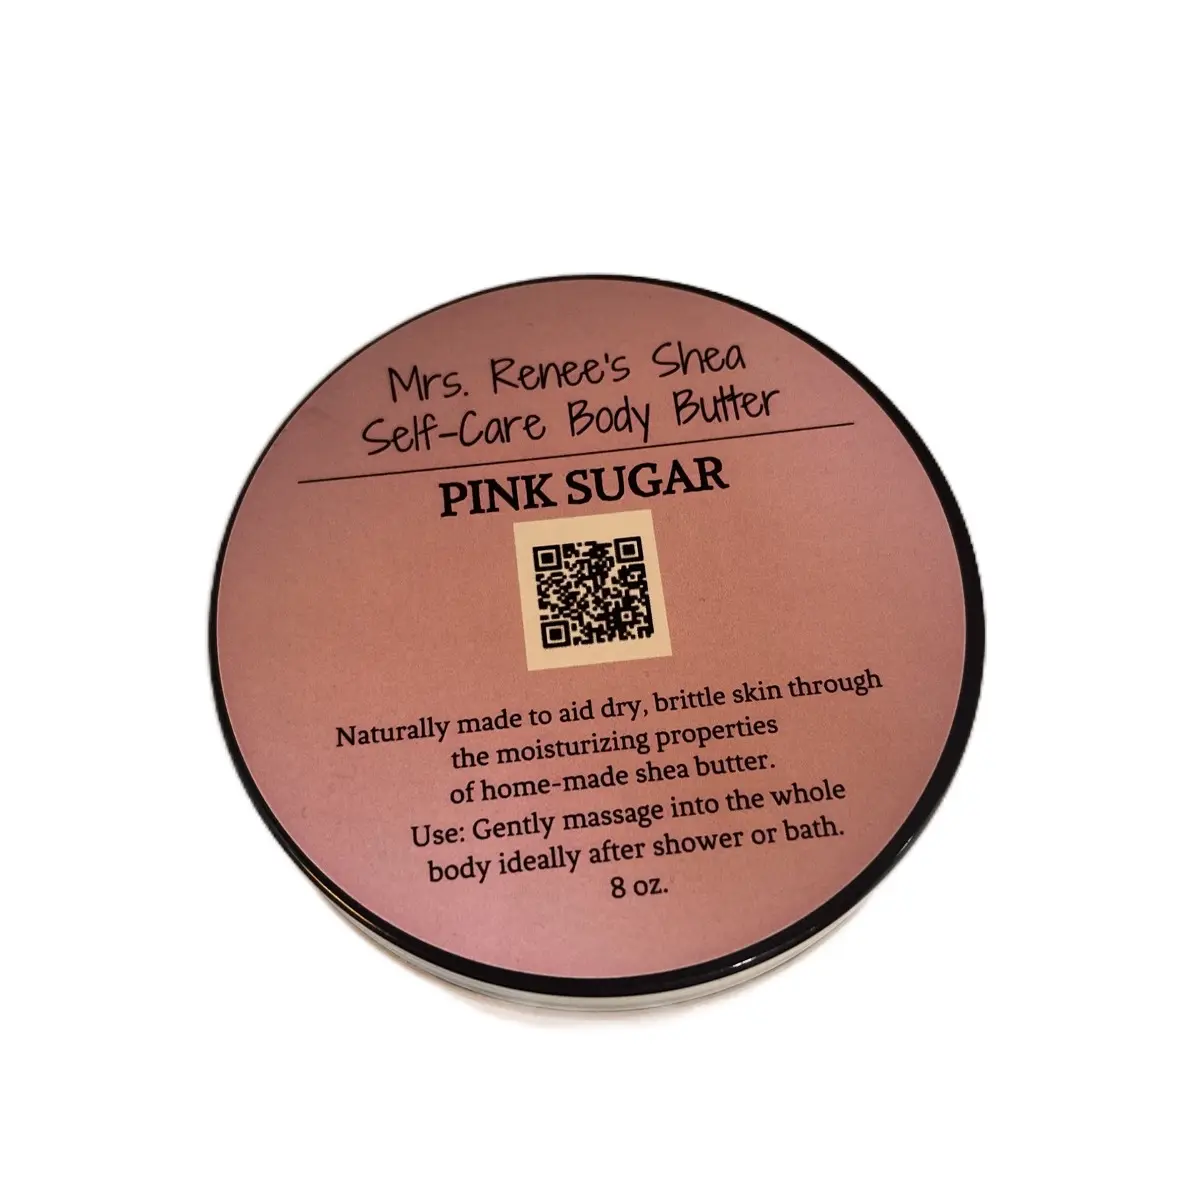 Mrs. Renee's Shea
Self-Care Body Butter
PINK SUGAR
Naturally made to aid dry, brittle skin through
the moisturizing properties
of home-made shea butter.
Use: Gently massage into the whole
body ideally after shower or bath.
8 oz.